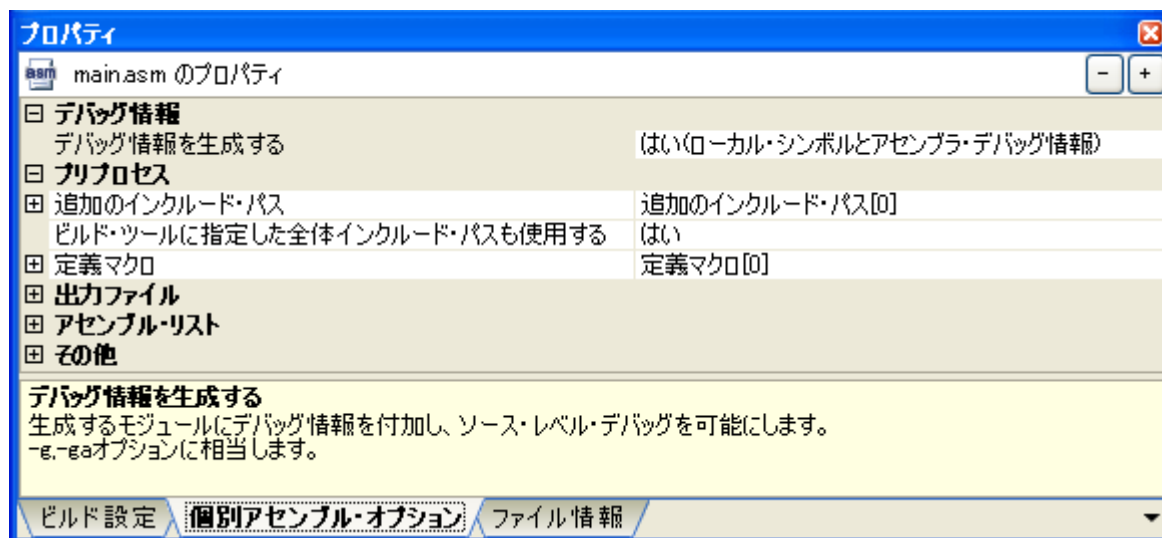 プロパティ
asm main.asm のプロパティ - +
デバッグ情報
デバッグ情報を生成する はい(ローカル・シンボルとアセンブラ・デバッグ情報)
プリプロセス
追加のインクルード・パス 追加のインクルード・パス[0]
ビルド・ツールに指定した全体インクルード・パスも使用する はい
定義マクロ 定義マクロ[0]
出力ファイル
アセンブル・リスト
その他
デバッグ情報を生成する
生成するモジュールにデバッグ情報を付加し、ソース・レベル・デバッグを可能にします。
-g,-gaオプションに相当します。
ビルド設定 個別アセンブル・オプション ファイル情報